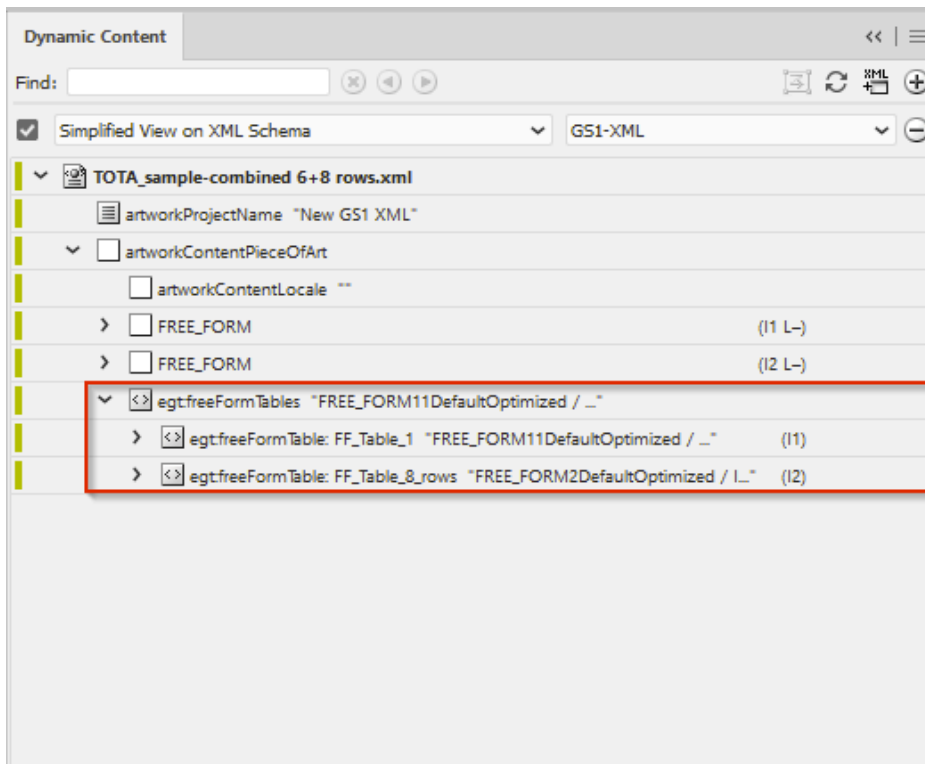 Dynamic Content
Find:
XML
Simplified View on XML Schema GS1-XML
TOTA_sample-combined 6+8 rows.xml
artworkProjectName "New GS1 XML"
artworkContentPieceOfArt
artworkContentLocale ""
FREE_FORM (I1 L–)
FREE_FORM (I2 L–)
egt:freeFormTables "FREE_FORM11DefaultOptimized / ..."
egt:freeFormTable: FF_Table_1 "FREE_FORM11DefaultOptimized / ..." (I1)
egt:freeFormTable: FF_Table_8_rows "FREE_FORM2DefaultOptimized / I..." (I2)